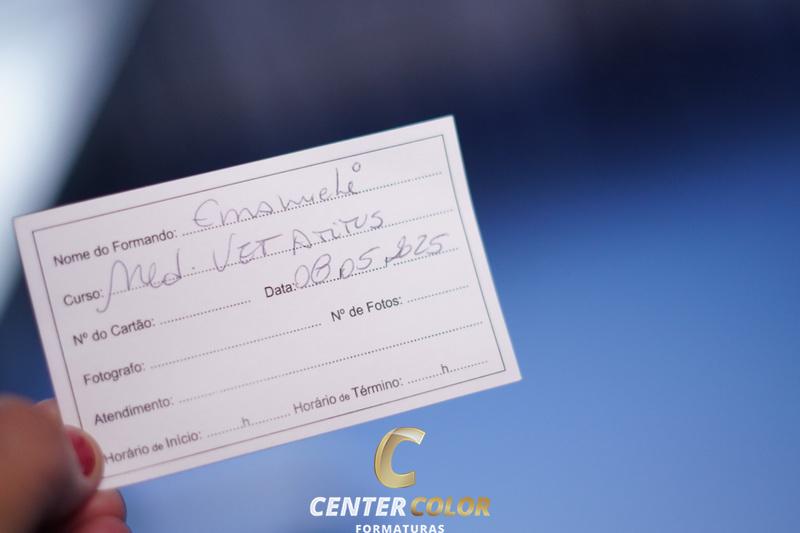 Nome do Formando: Emanueli
Curso: Med. VET ATITUS
Nº do Cartão: Data: 08.05.2025
Fotografo: Nº de Fotos:
Atendimento:
Horário de Início: h Horário de Término: h
C
CENTER COLOR
FORMATURAS